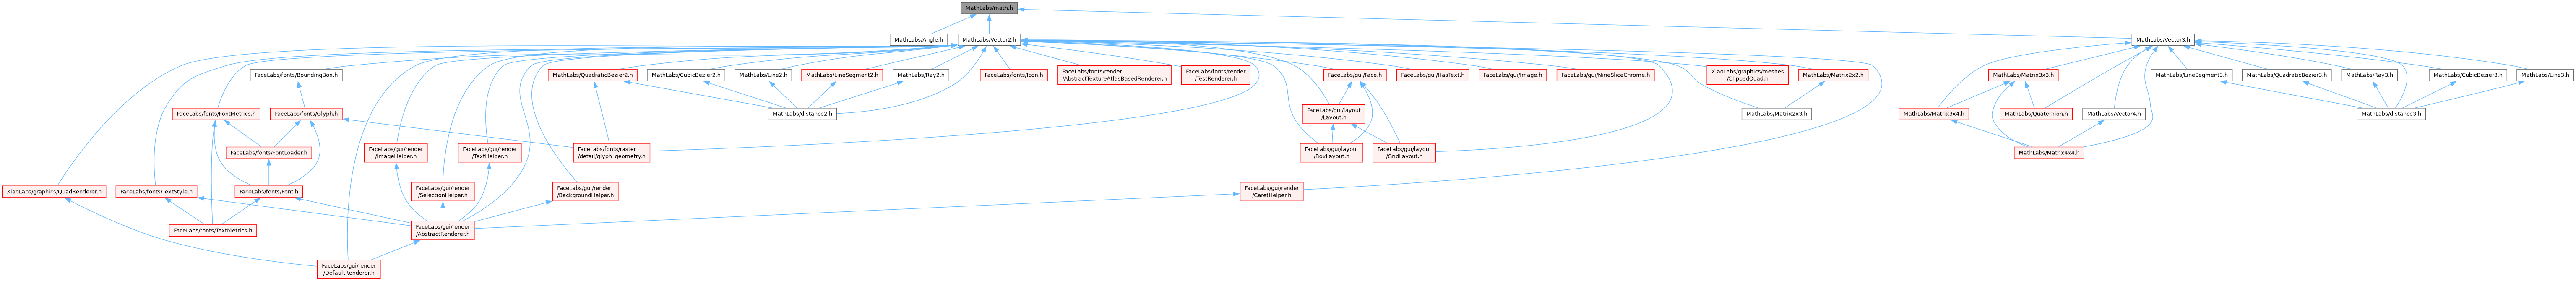 MathLabs/math.h
MathLabs/Angle.h
MathLabs/Vector2.h
MathLabs/Vector3.h
FaceLabs/fonts/BoundingBox.h
MathLabs/QuadraticBezier2.h
MathLabs/CubicBezier2.h
MathLabs/Line2.h
MathLabs/LineSegment2.h
MathLabs/Ray2.h
FaceLabs/fonts/Icon.h
FaceLabs/fonts/render
/AbstractTextureAtlasBasedRenderer.h
FaceLabs/fonts/render
/TestRenderer.h
FaceLabs/gui/Face.h
FaceLabs/gui/HasText.h
FaceLabs/gui/Image.h
FaceLabs/gui/NineSliceChrome.h
XiaoLabs/graphics/meshes
/ClippedQuad.h
MathLabs/Matrix2x2.h
MathLabs/Matrix3x3.h
MathLabs/LineSegment3.h
MathLabs/QuadraticBezier3.h
MathLabs/Ray3.h
MathLabs/CubicBezier3.h
MathLabs/Line3.h
FaceLabs/fonts/FontMetrics.h
FaceLabs/fonts/Glyph.h
MathLabs/distance2.h
FaceLabs/gui/layout
/Layout.h
MathLabs/Matrix2x3.h
MathLabs/Matrix3x4.h
MathLabs/Quaternion.h
MathLabs/Vector4.h
MathLabs/distance3.h
FaceLabs/fonts/FontLoader.h
FaceLabs/gui/render
/ImageHelper.h
FaceLabs/gui/render
/TextHelper.h
FaceLabs/fonts/raster
/detail/glyph_geometry.h
FaceLabs/gui/layout
/BoxLayout.h
FaceLabs/gui/layout
/GridLayout.h
MathLabs/Matrix4x4.h
XiaoLabs/graphics/QuadRenderer.h
FaceLabs/fonts/TextStyle.h
FaceLabs/fonts/Font.h
FaceLabs/gui/render
/SelectionHelper.h
FaceLabs/gui/render
/BackgroundHelper.h
FaceLabs/gui/render
/CaretHelper.h
FaceLabs/fonts/TextMetrics.h
FaceLabs/gui/render
/AbstractRenderer.h
FaceLabs/gui/render
/DefaultRenderer.h